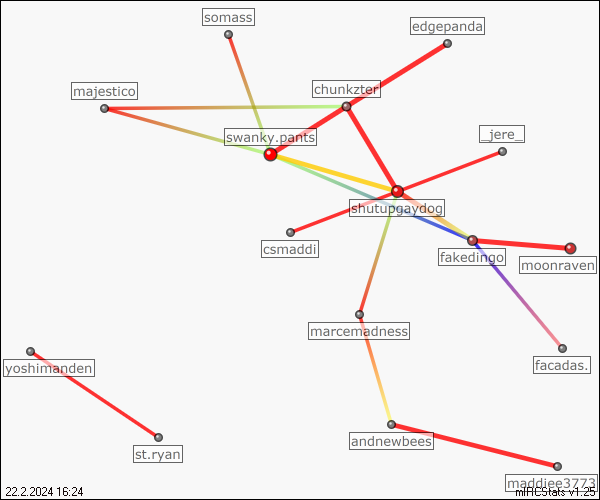 somass
edgepanda
chunkzter
majestico
swanky.pants
_jere_
shutupgaydog
csmaddi
fakedingo
moonraven
marcemadness
facadas.
yoshimanden
andnewbees
st.ryan
maddiee3773
22.2.2024 16:24
mIRCStats v1.25